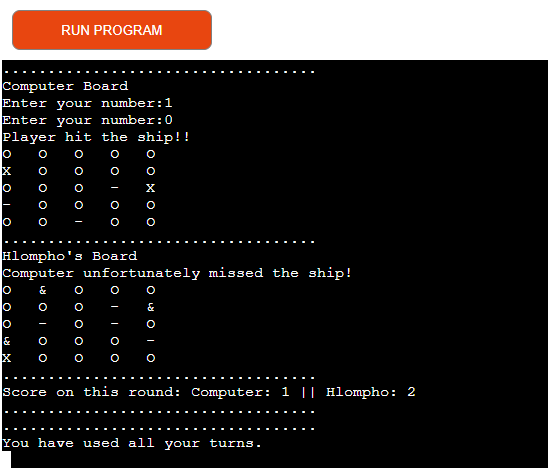 RUN PROGRAM
...................................
Computer Board
Enter your number:1
Enter your number:0
Player hit the ship!!
O O O O O
X O O O O
O O O - X
- O O O O
O O - O O
...................................
Hlompho's Board
Computer unfortunately missed the ship!
O & O O O
O O O - &
O - O - O
& O O O -
X O O O O
...................................
Score on this round: Computer: 1 || Hlompho: 2
...................................
...................................
You have used all your turns.